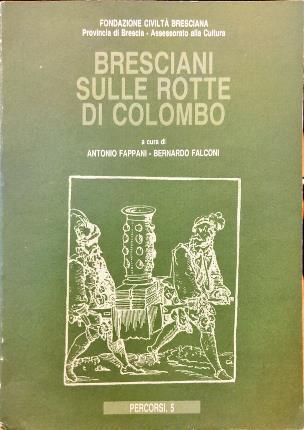 FONDAZIONE CIVILTÀ BRESCIANA
Provincia di Brescia - Assessorato alla Cultura
BRESCIANI
SULLE ROTTE
DI COLOMBO
a cura di
ANTONIO FAPPANI - BERNARDO FALCONI
PERCORSI, 5